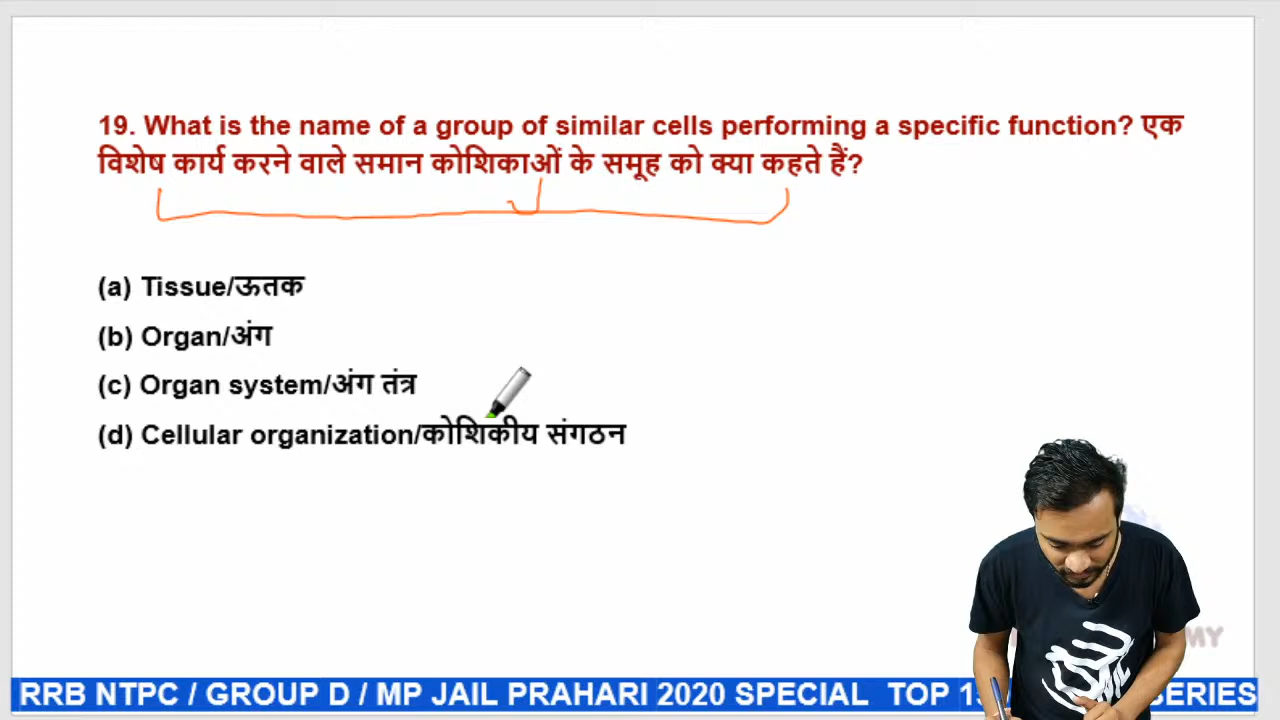 19. What is the name of a group of similar cells performing a specific function? एक
विशेष कार्य करने वाले समान कोशिकाओं के समूह को क्या कहते हैं?
(a) Tissue/ऊतक
(b) Organ/अंग
(c) Organ system/अंग तंत्र
(d) Cellular organization/कोशिकीय संगठन
MY
RRB NTPC / GROUP D / MP JAIL PRAHARI 2020 SPECIAL TOP SERIES